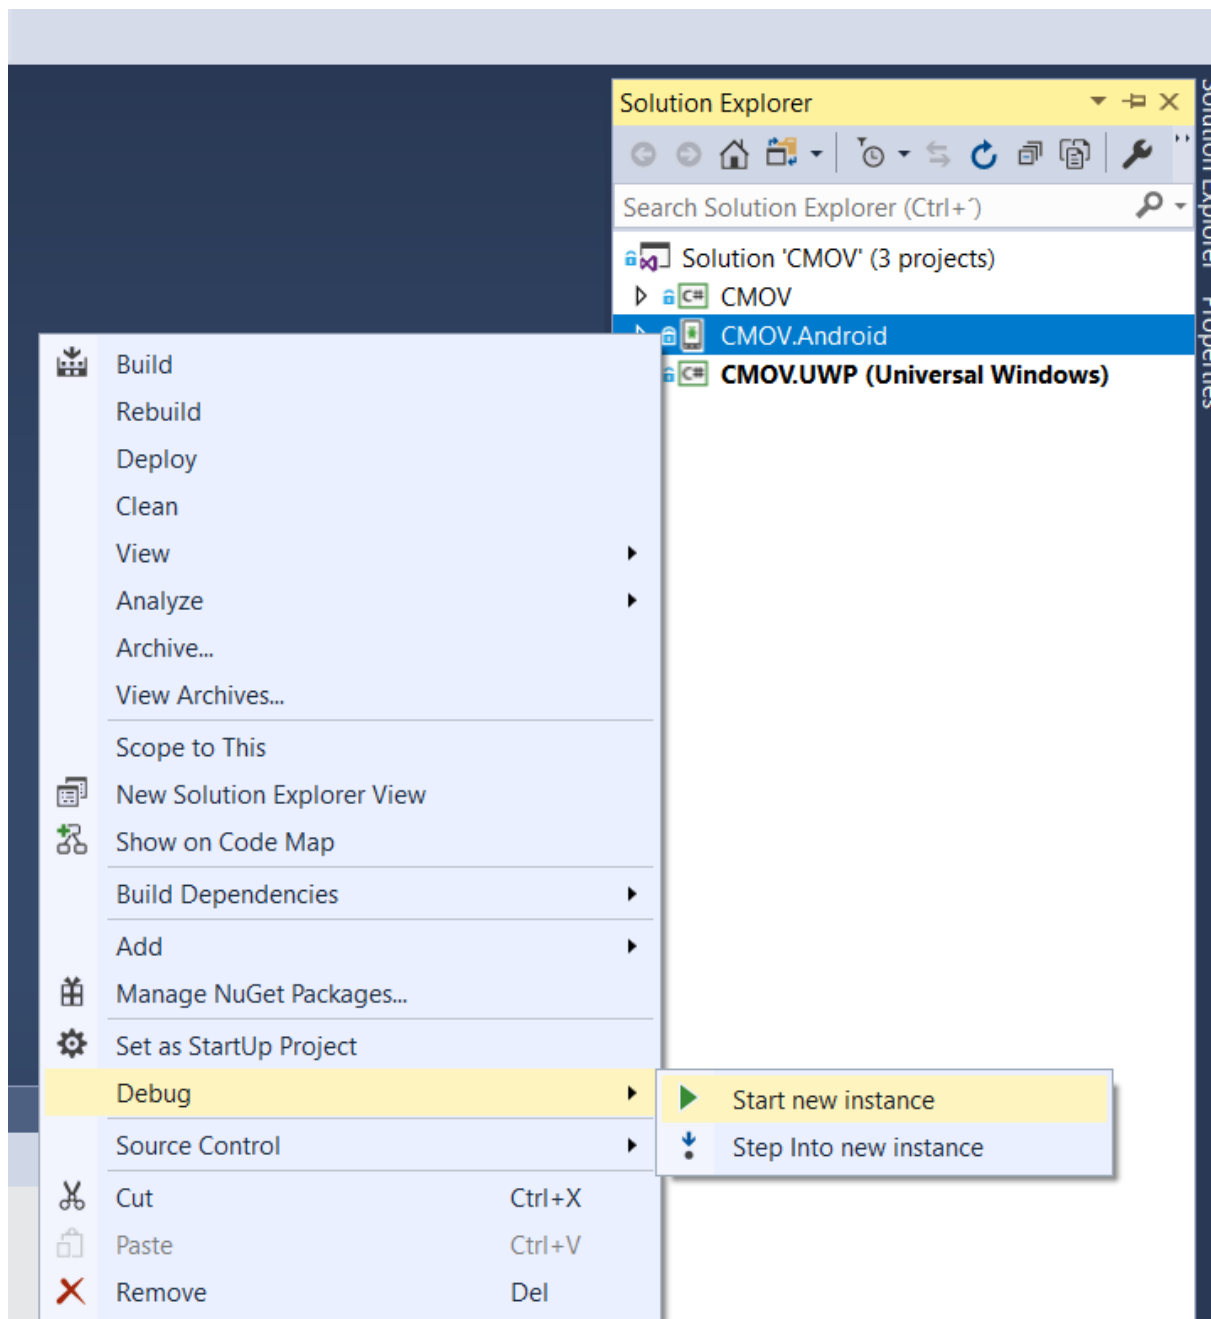 Solution Explorer
Search Solution Explorer (Ctrl+´)
Solution 'CMOV' (3 projects)
C# CMOV
CMOV.Android
C# CMOV.UWP (Universal Windows)
Solution Explorer
Properties
Build
Rebuild
Deploy
Clean
View
Analyze
Archive...
View Archives...
Scope to This
New Solution Explorer View
Show on Code Map
Build Dependencies
Add
Manage NuGet Packages...
Set as StartUp Project
Debug
Start new instance
Step Into new instance
Source Control
Cut Ctrl+X
Paste Ctrl+V
Remove Del